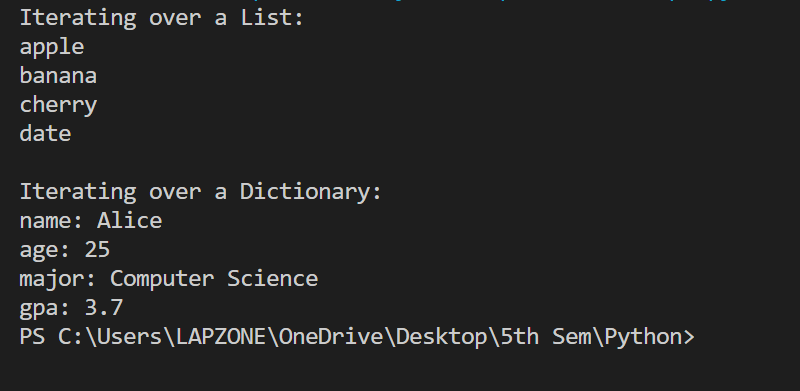 Iterating over a List:
apple
banana
cherry
date
Iterating over a Dictionary:
name: Alice
age: 25
major: Computer Science
gpa: 3.7
PS C:\Users\LAPZONE\OneDrive\Desktop\5th Sem\Python>